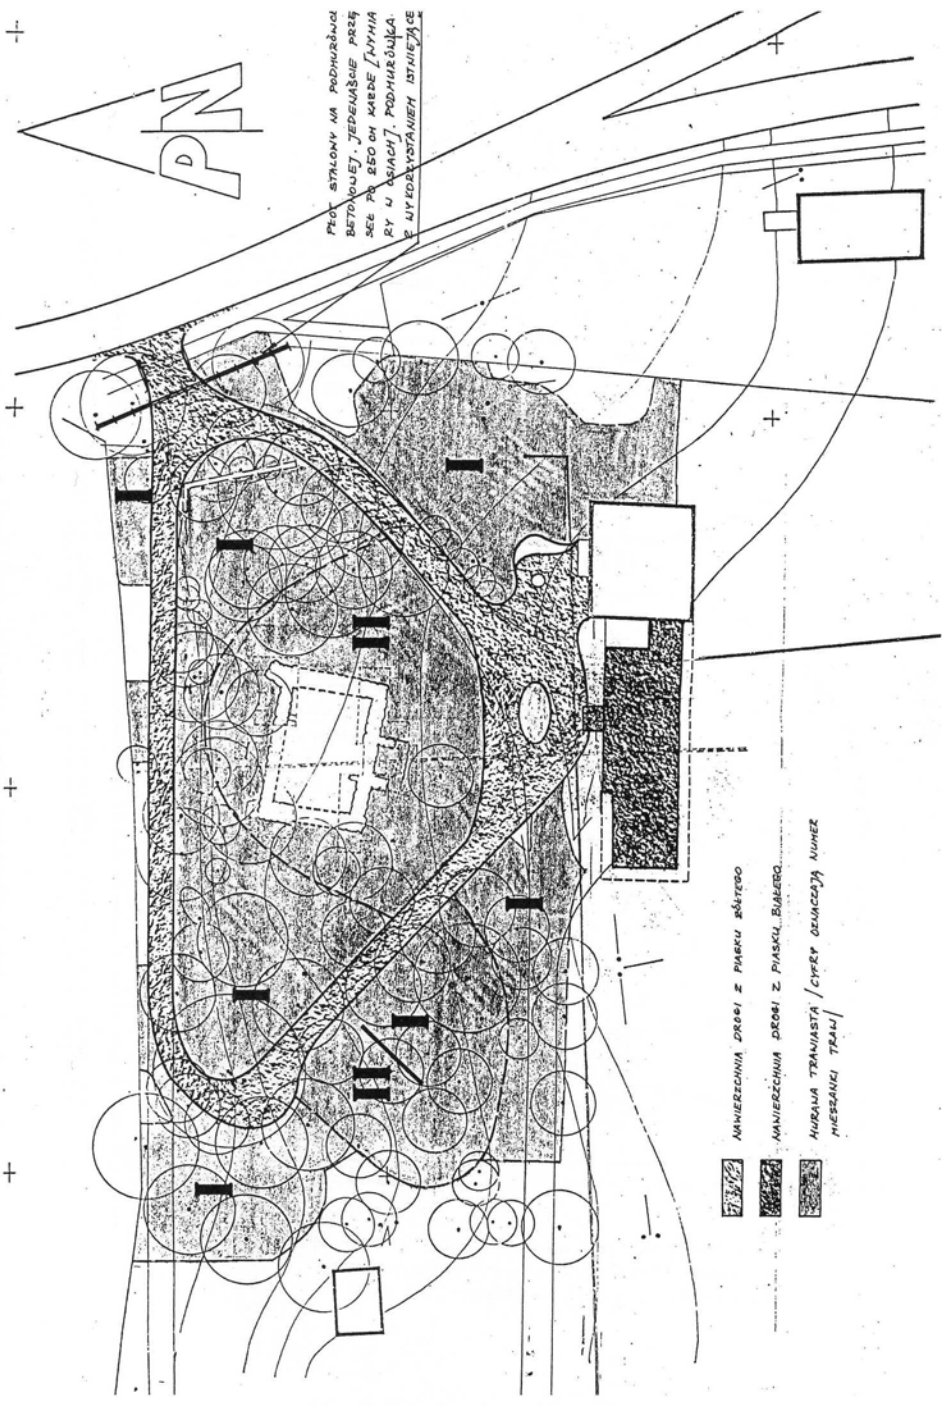 PN
PŁOT STALOWY NA PODMURÓWCE
BETONOWEJ. JEDENAŚCIE PRZĘ
SEŁ PO 250 CM KAŻDE [WYMIA
RY W OSIACH]. PODMURÓWKA
Z WYKORZYSTANIEM ISTNIEJĄCE
I
I
I
II
I
I
I
II
I
NAWIERZCHNIA DROGI Z PIASKU ŻÓŁTEGO
NAWIERZCHNIA DROGI Z PIASKU BIAŁEGO
MURAWA TRAWIASTA /CYFRY OZNACZAJĄ NUMER
MIESZANKI TRAW/